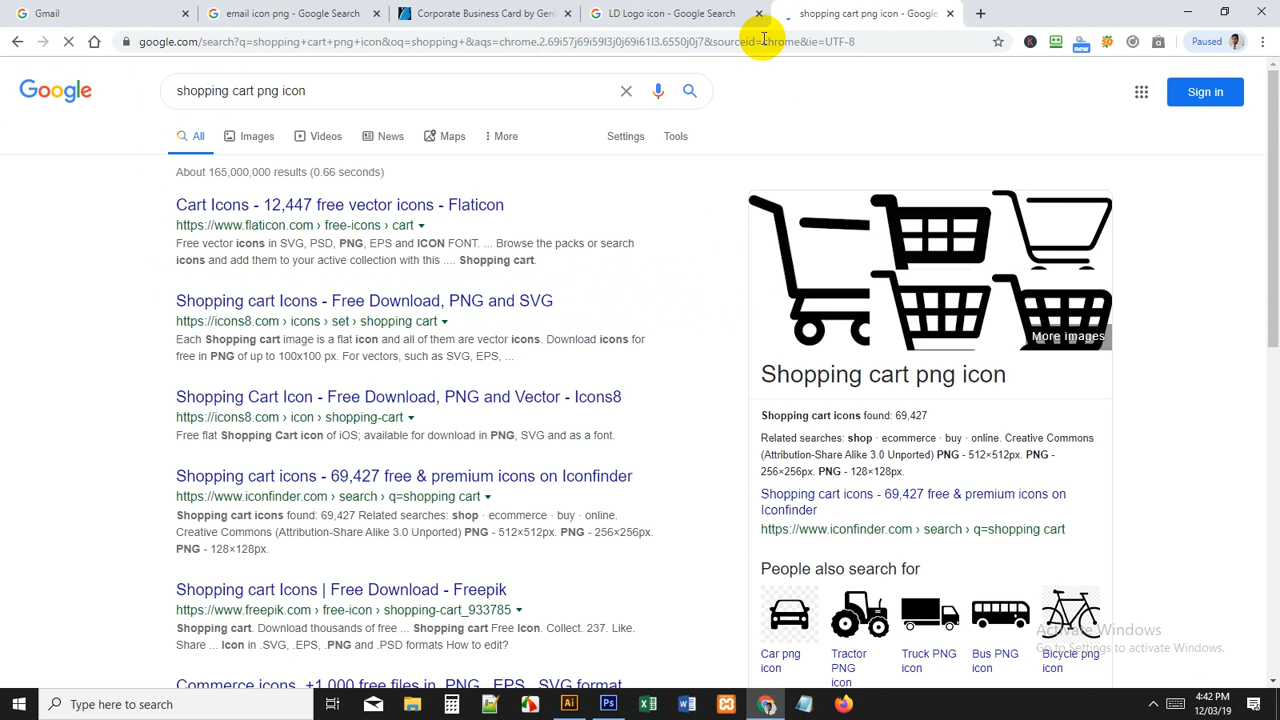 Gmail
email icon png - Google Search
Corporate Business Card by Gen
LD Logo icon - Google Search
shopping cart png icon - Google
google.com/search?q=shopping+cart+png+icon&oq=shopping+&aqs=chrome.2.69i57j69i59l3j0j69i61l3.6550j0j7&sourceid=chrome&ie=UTF-8
new
Paused
Google
shopping cart png icon
Sign in
All
Images
Videos
News
Maps
More
Settings
Tools
About 165,000,000 results (0.66 seconds)
Cart Icons - 12,447 free vector icons - Flaticon
https://www.flaticon.com › free-icons › cart
Free vector icons in SVG, PSD, PNG, EPS and ICON FONT. ... Browse the packs or search
icons and add them to your active collection with this .... Shopping cart.
Shopping cart Icons - Free Download, PNG and SVG
https://icons8.com › icons › set › shopping cart
Each Shopping cart image is a flat icon and all of them are vector icons. Download icons for
free in PNG of up to 100x100 px. For vectors, such as SVG, EPS, ...
Shopping Cart Icon - Free Download, PNG and Vector - Icons8
https://icons8.com › icon › shopping-cart
Free flat Shopping Cart icon of iOS; available for download in PNG, SVG and as a font.
Shopping cart icons - 69,427 free & premium icons on Iconfinder
https://www.iconfinder.com › search › q=shopping cart
Shopping cart icons found: 69,427 Related searches: shop · ecommerce · buy · online.
Creative Commons (Attribution-Share Alike 3.0 Unported) PNG - 512×512px. PNG - 256×256px.
PNG - 128×128px.
Shopping cart Icons | Free Download - Freepik
https://www.freepik.com › free-icon › shopping-cart_933785
Shopping cart. Download thousands of free ... Shopping cart Free Icon. Collect. 237. Like.
Share ... Icon in .SVG, .EPS, .PNG and .PSD formats How to edit?
Commerce icons, +1,000 free files in PNG, EPS, SVG format
More images
Shopping cart png icon
Shopping cart icons found: 69,427
Related searches: shop · ecommerce · buy · online. Creative Commons
(Attribution-Share Alike 3.0 Unported) PNG - 512×512px. PNG -
256×256px. PNG - 128×128px.
Shopping cart icons - 69,427 free & premium icons on
Iconfinder
https://www.iconfinder.com › search › q=shopping cart
People also search for
Car png
icon
Tractor
PNG
icon
Truck PNG
icon
Bus PNG
icon
Bicycle png
icon
Activate Windows
Go to Settings to activate Windows.
Type here to search
Ai
Ps
4:42 PM
12/03/19